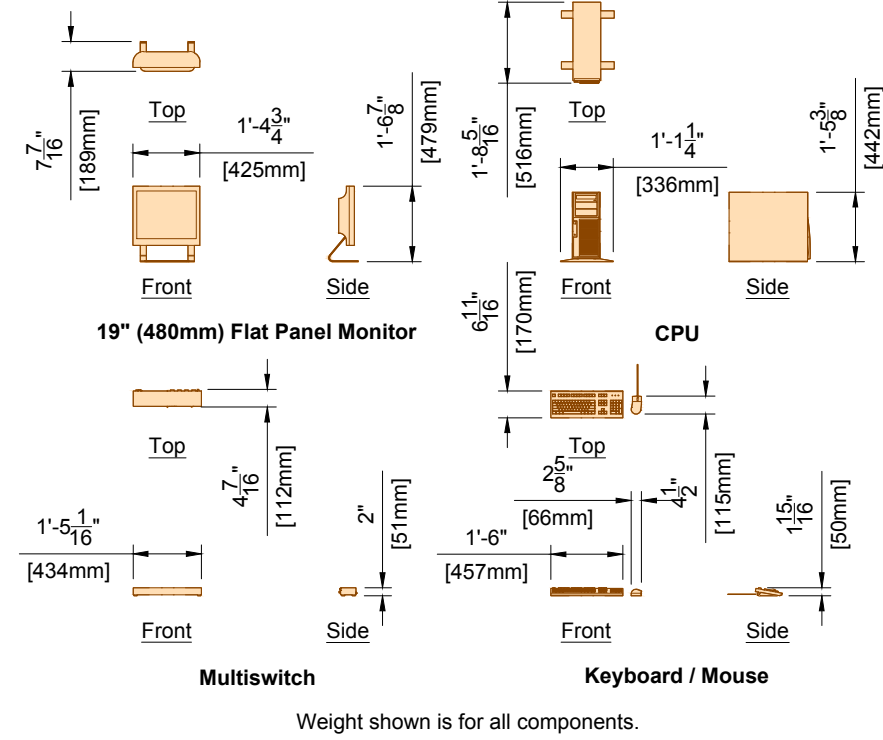 7 7/16"
[189mm]
Top
1'-4 3/4"
[425mm]
1'-6 7/8"
[479mm]
Front
Side
19" (480mm) Flat Panel Monitor
1'-8 5/16"
[516mm]
Top
1'-1 1/4"
[336mm]
1'-5 3/8"
[442mm]
Front
Side
CPU
Top
4 7/16"
[112mm]
1'-5 1/16"
[434mm]
2"
[51mm]
Front
Side
Multiswitch
6 11/16"
[170mm]
Top
2 5/8"
[66mm]
4 1/2"
[115mm]
1'-6"
[457mm]
1 15/16"
[50mm]
Front
Side
Keyboard / Mouse
Weight shown is for all components.